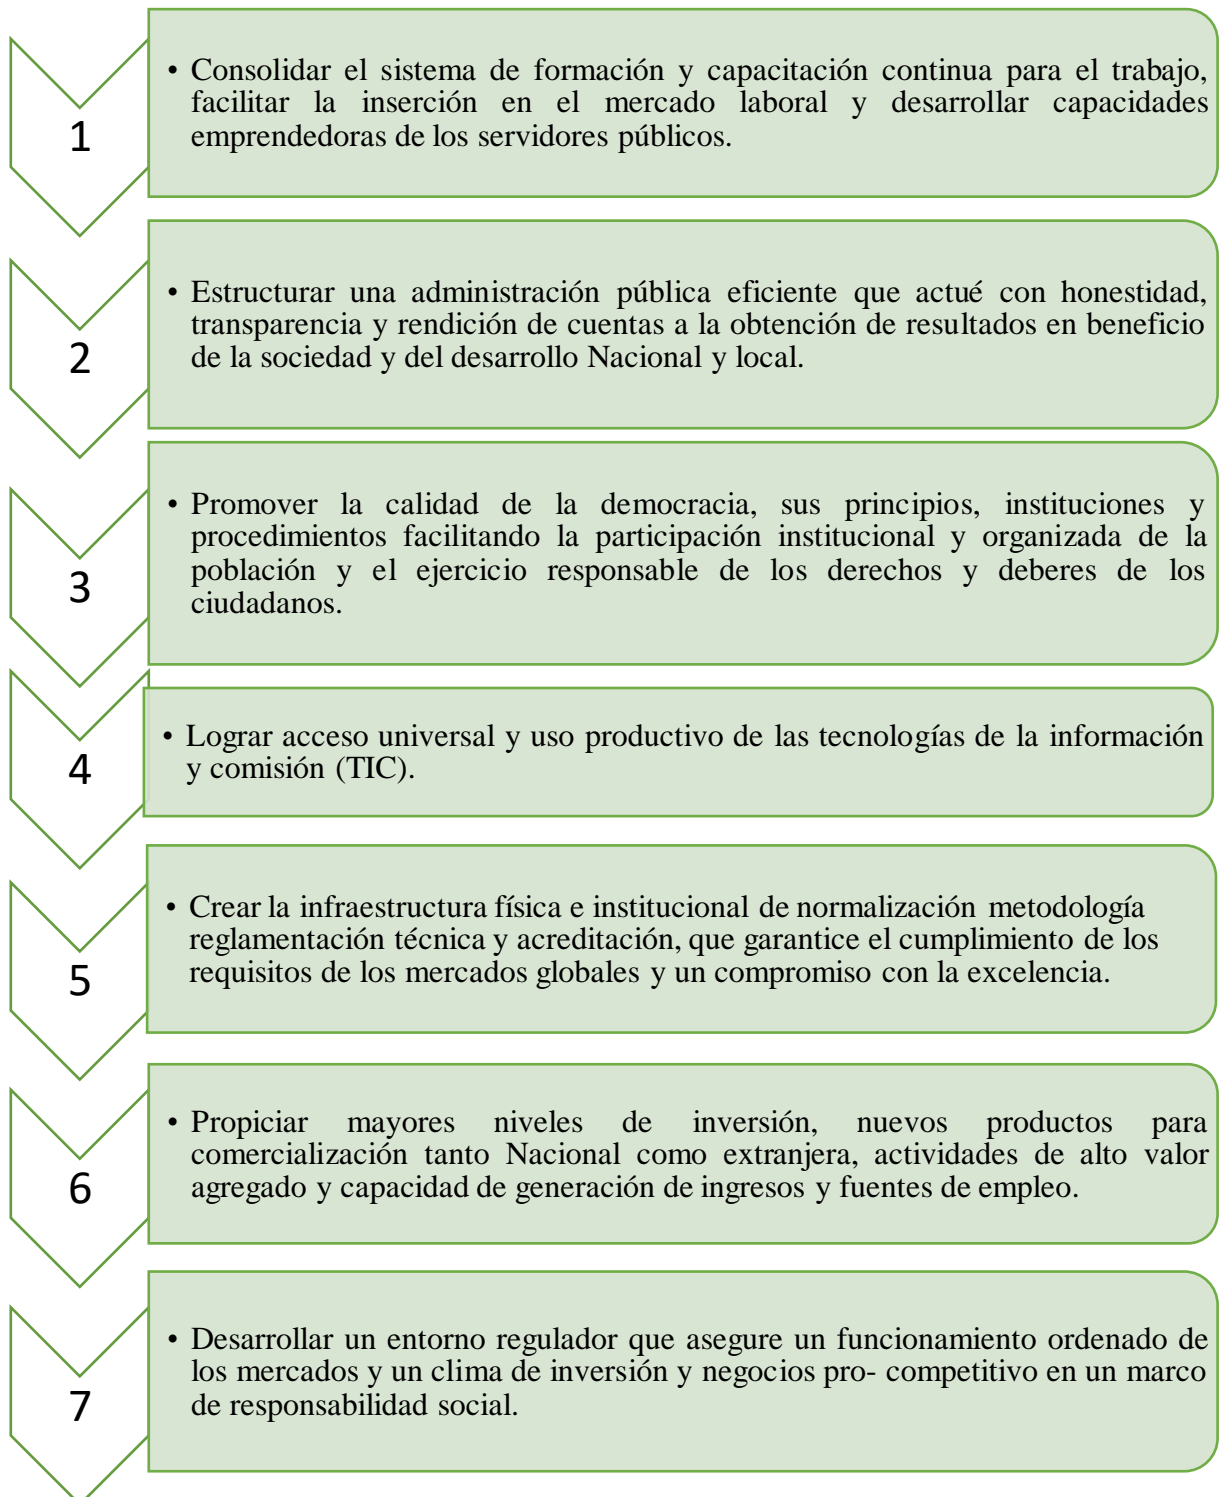 1
• Consolidar el sistema de formación y capacitación continua para el trabajo,
facilitar la inserción en el mercado laboral y desarrollar capacidades
emprendedoras de los servidores públicos.
2
• Estructurar una administración pública eficiente que actué con honestidad,
transparencia y rendición de cuentas a la obtención de resultados en beneficio
de la sociedad y del desarrollo Nacional y local.
3
• Promover la calidad de la democracia, sus principios, instituciones y
procedimientos facilitando la participación institucional y organizada de la
población y el ejercicio responsable de los derechos y deberes de los
ciudadanos.
4
• Lograr acceso universal y uso productivo de las tecnologías de la información
y comisión (TIC).
5
• Crear la infraestructura física e institucional de normalización metodología
reglamentación técnica y acreditación, que garantice el cumplimiento de los
requisitos de los mercados globales y un compromiso con la excelencia.
6
• Propiciar mayores niveles de inversión, nuevos productos para
comercialización tanto Nacional como extranjera, actividades de alto valor
agregado y capacidad de generación de ingresos y fuentes de empleo.
7
• Desarrollar un entorno regulador que asegure un funcionamiento ordenado de
los mercados y un clima de inversión y negocios pro- competitivo en un marco
de responsabilidad social.